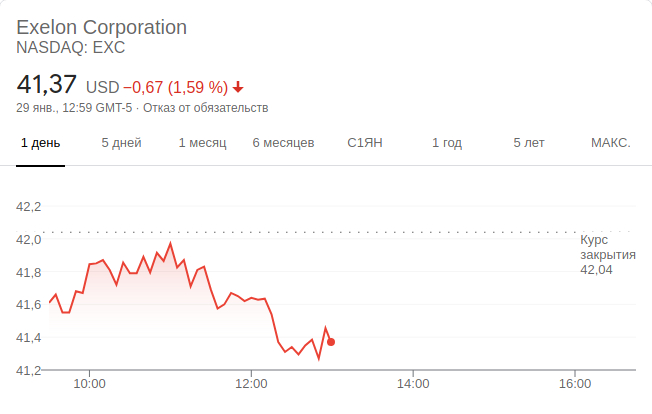 Exelon Corporation
NASDAQ: EXC
41,37 USD −0,67 (1,59 %)
29 янв., 12:59 GMT-5 · Отказ от обязательств
1 день 5 дней 1 месяц 6 месяцев С1ЯН 1 год 5 лет МАКС.
42,2
42,0
Курс
закрытия
42,04
41,8
41,6
41,4
41,2
10:00 12:00 14:00 16:00